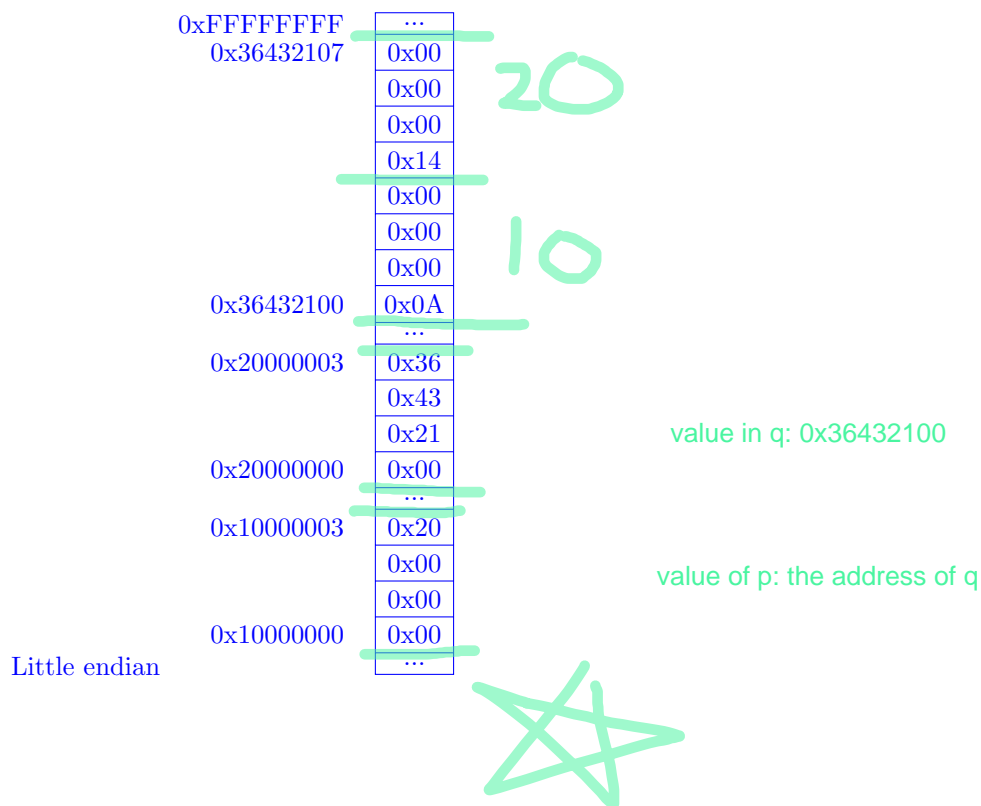 0xFFFFFFFF ...
0x36432107 0x00
20
0x00
0x00
0x14
0x00
0x00
10
0x00
0x36432100 0x0A
...
0x20000003 0x36
0x43
0x21
value in q: 0x36432100
0x20000000 0x00
...
0x10000003 0x20
0x00
value of p: the address of q
0x00
0x10000000 0x00
...
Little endian